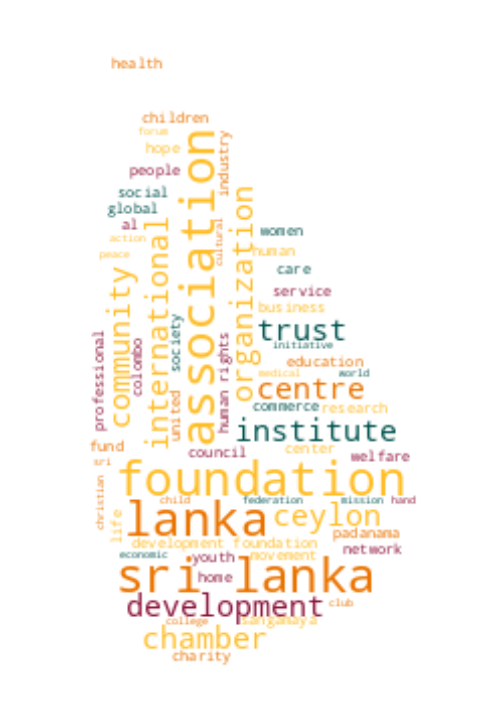 health
children
forum
hope
people
social
global
al
action
peace
association
industry
cultural
international
organization
community
women
human
care
service
business
trust
initiative
education
medical
world
centre
commerce
research
institute
professional
colombo
society
united
human rights
council
center
welfare
fund
sri
foundation
christian
child
federation
mission
hand
lanka
ceylon
life
padanama
development foundation
network
economic
youth
movement
sri lanka
home
development
club
college
sangamaya
chamber
charity